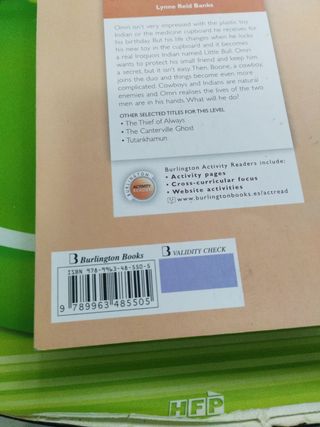 Lynne Reid Banks
Omri isn't very impressed with the plastic toy
Indian or the medicine cupboard he receives for
his birthday. But his life changes when he locks
his new toy in the cupboard and it becomes
a real Iroquois Indian named Little Bull. Omri
wants to protect his small friend and keep him
a secret, but it isn't easy. Then, Boone, a cowboy,
joins the duo and things become even more
complicated. Cowboys and Indians are natural
enemies and Omri realises the lives of the two
men are in his hands. What will he do?
OTHER SELECTED TITLES FOR THIS LEVEL
• The Thief of Always
• The Canterville Ghost
• Tutankhamun
Burlington Activity Readers include:
• Activity pages
• Cross-curricular focus
• Website activities
www.burlingtonbooks.es/actread
BURLINGTON
ACTIVITY
READERS
B Burlington Books
B VALIDITY CHECK
ISBN 978-9963-48-550-5
9 789963 485505
HFP